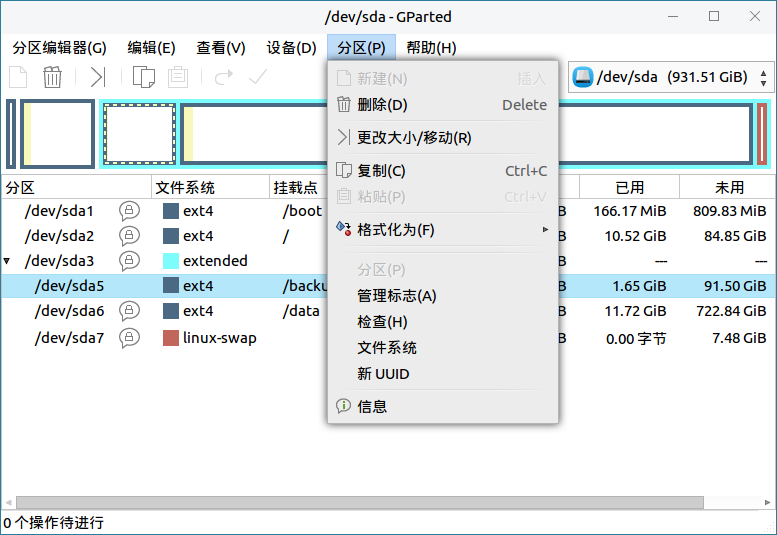 /dev/sda - GParted
分区编辑器(G) 编辑(E) 查看(V) 设备(D) 分区(P) 帮助(H)
/dev/sda (931.51 GiB)
新建(N) 插入
删除(D) Delete
更改大小/移动(R)
复制(C) Ctrl+C
粘贴(P) Ctrl+V
格式化为(F)
分区(P)
管理标志(A)
检查(H)
文件系统
新 UUID
信息
分区 文件系统 挂载点 已用 未用
/dev/sda1 ext4 /boot B 166.17 MiB 809.83 MiB
/dev/sda2 ext4 / B 10.52 GiB 84.85 GiB
/dev/sda3 extended B --- ---
/dev/sda5 ext4 /backu B 1.65 GiB 91.50 GiB
/dev/sda6 ext4 /data B 11.72 GiB 722.84 GiB
/dev/sda7 linux-swap B 0.00 字节 7.48 GiB
0 个操作待进行